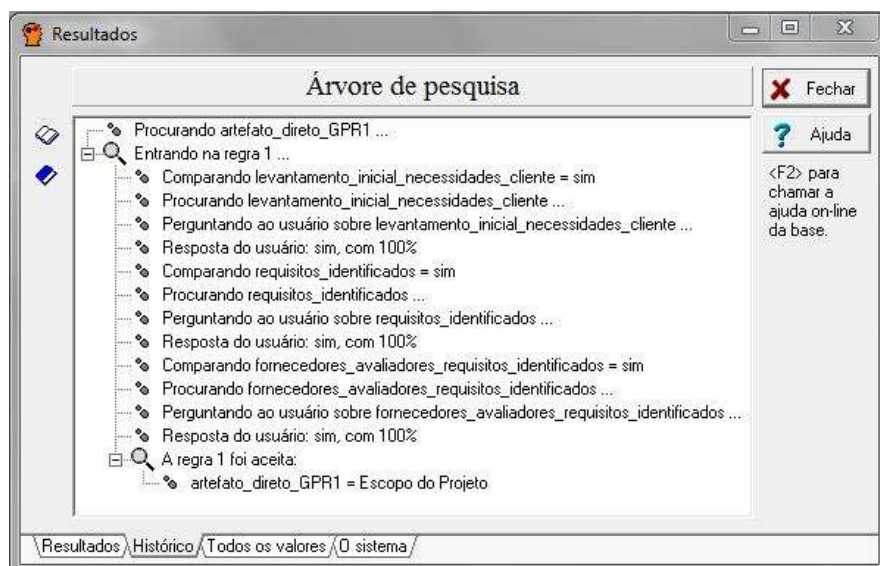 Resultados
Árvore de pesquisa
Procurando artefato_direto_GPR1 ...
Entrando na regra 1 ...
Comparando levantamento_inicial_necessidades_cliente = sim
Procurando levantamento_inicial_necessidades_cliente ...
Perguntando ao usuário sobre levantamento_inicial_necessidades_cliente ...
Resposta do usuário: sim, com 100%
Comparando requisitos_identificados = sim
Procurando requisitos_identificados ...
Perguntando ao usuário sobre requisitos_identificados ...
Resposta do usuário: sim, com 100%
Comparando fornecedores_avaliadores_requisitos_identificados = sim
Procurando fornecedores_avaliadores_requisitos_identificados ...
Perguntando ao usuário sobre fornecedores_avaliadores_requisitos_identificados ...
Resposta do usuário: sim, com 100%
A regra 1 foi aceita:
artefato_direto_GPR1 = Escopo do Projeto
Fechar
? Ajuda
<F2> para
chamar a
ajuda on-line
da base.
Resultados Histórico Todos os valores O sistema